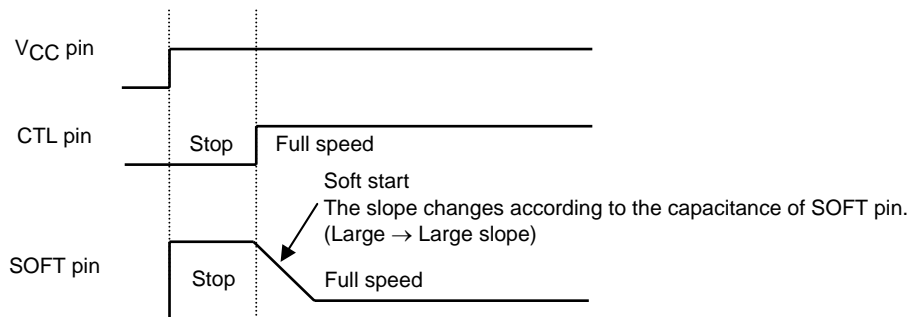 VCC pin
CTL pin
Stop
Full speed
Soft start
The slope changes according to the capacitance of SOFT pin.
(Large → Large slope)
SOFT pin
Stop
Full speed